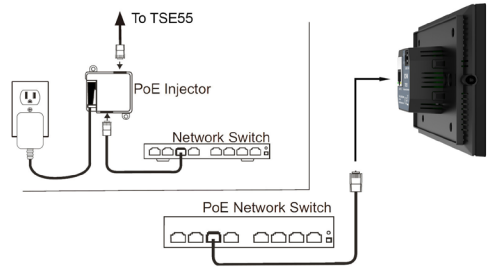 To TSE55
PoE Injector
Network Switch
PoE Network Switch